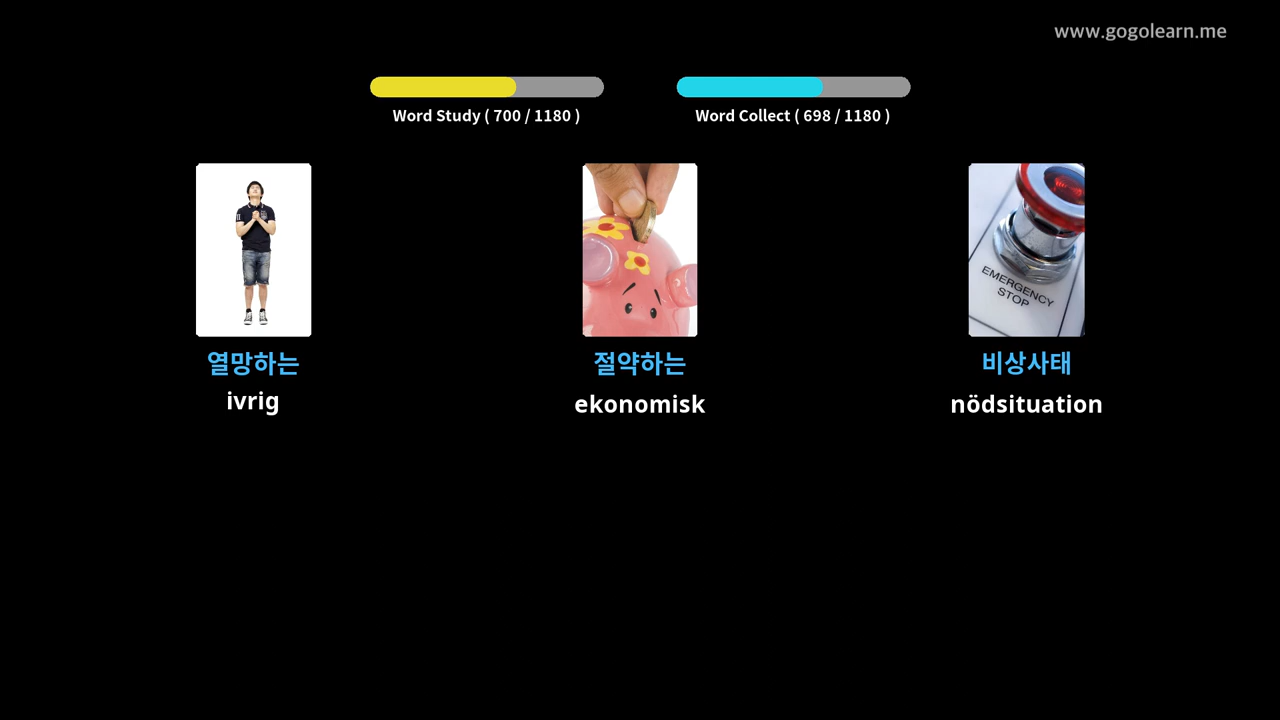 www.gogolearn.me
Word Study ( 700 / 1180 )
Word Collect ( 698 / 1180 )
EMERGENCY
STOP
열망하는
절약하는
비상사태
ivrig
ekonomisk
nödsituation